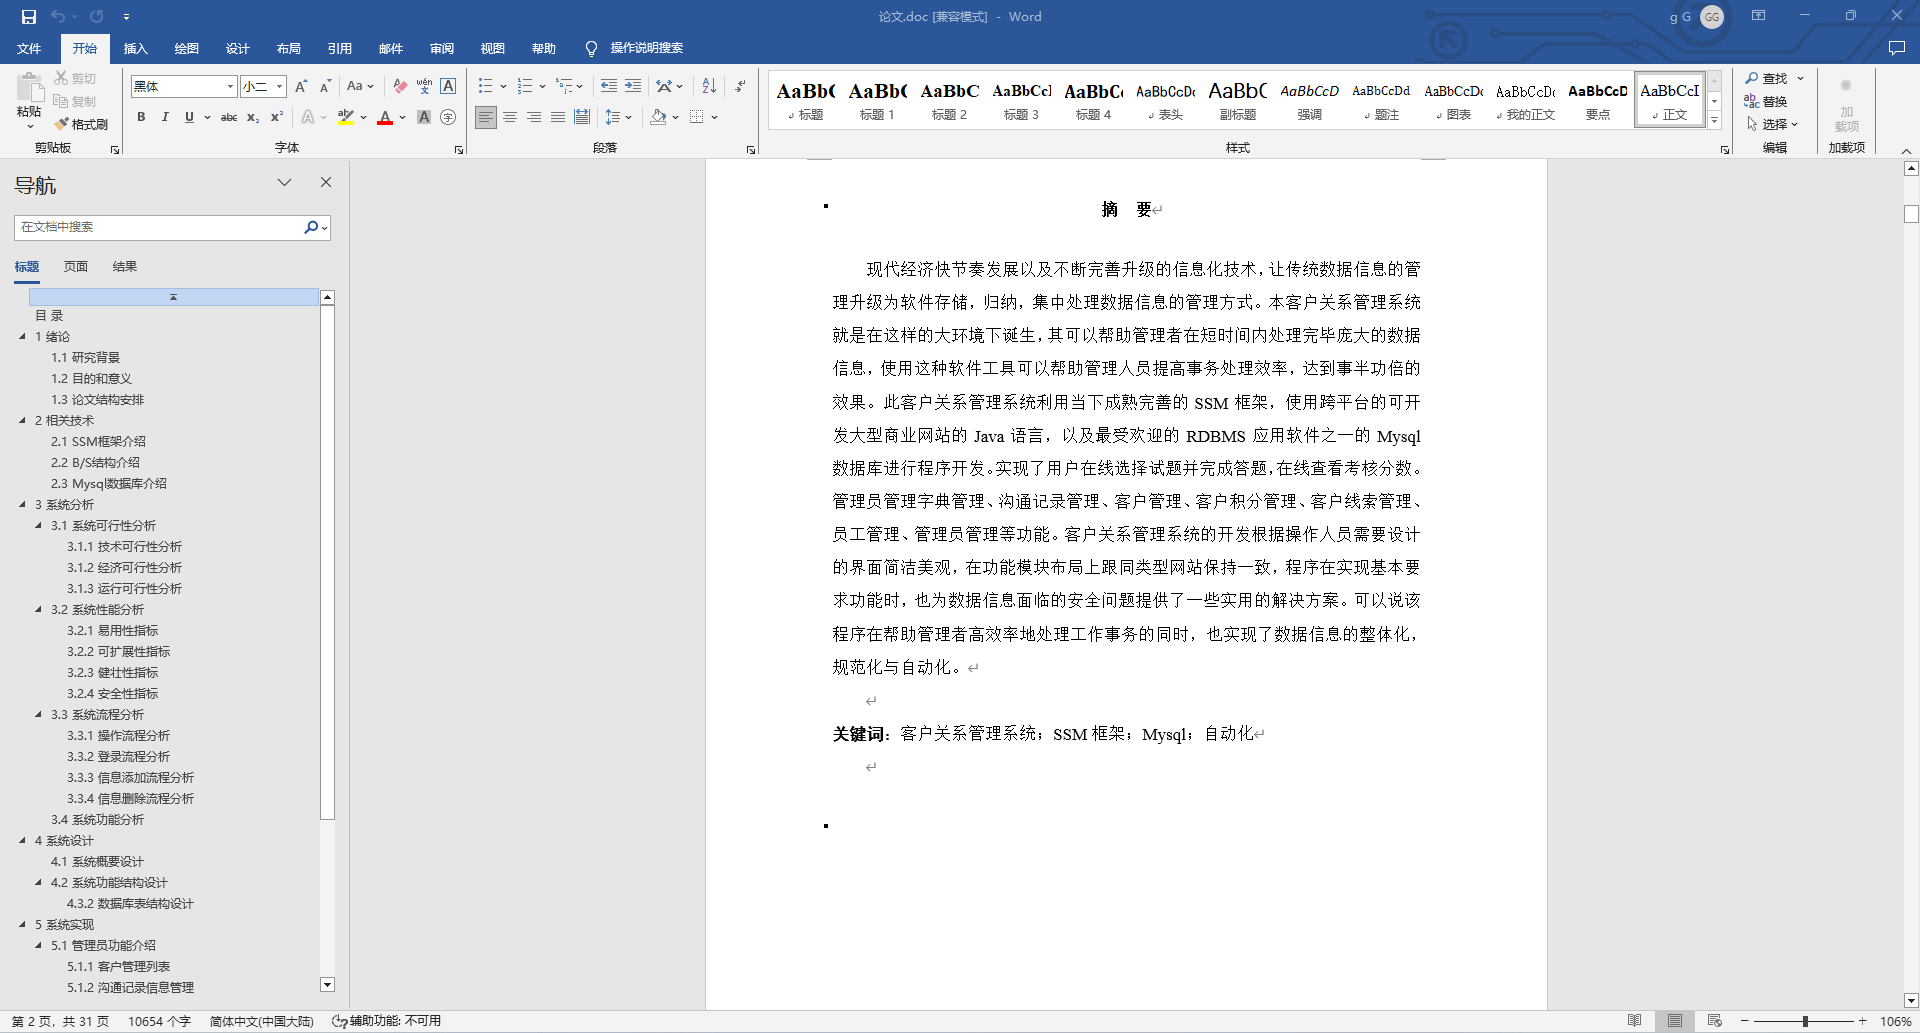 论文.doc [兼容模式] - Word
g G
GG
文件 开始 插入 绘图 设计 布局 引用 邮件 审阅 视图 帮助 操作说明搜索
粘贴
剪切
复制
格式刷
剪贴板
黑体
小二
字体
段落
AaBb( 标题
AaBb( 标题 1
AaBbC 标题 2
AaBbCcI 标题 3
AaBbC( 标题 4
AaBbCcDc 表头
AaBbC 副标题
AaBbCcD 强调
AaBbCcDd 题注
AaBbCcDc 图表
AaBbCcDc 我的正文
AaBbCcD 要点
AaBbCcI 正文
样式
查找
替换
选择
编辑
加载项
加载项
导航
在文档中搜索
标题 页面 结果
目 录
1 绪论
1.1 研究背景
1.2 目的和意义
1.3 论文结构安排
2 相关技术
2.1 SSM框架介绍
2.2 B/S结构介绍
2.3 Mysql数据库介绍
3 系统分析
3.1 系统可行性分析
3.1.1 技术可行性分析
3.1.2 经济可行性分析
3.1.3 运行可行性分析
3.2 系统性能分析
3.2.1 易用性指标
3.2.2 可扩展性指标
3.2.3 健壮性指标
3.2.4 安全性指标
3.3 系统流程分析
3.3.1 操作流程分析
3.3.2 登录流程分析
3.3.3 信息添加流程分析
3.3.4 信息删除流程分析
3.4 系统功能分析
4 系统设计
4.1 系统概要设计
4.2 系统功能结构设计
4.3.2 数据库表结构设计
5 系统实现
5.1 管理员功能介绍
5.1.1 客户管理列表
5.1.2 沟通记录信息管理
摘 要
现代经济快节奏发展以及不断完善升级的信息化技术，让传统数据信息的管
理升级为软件存储，归纳，集中处理数据信息的管理方式。本客户关系管理系统
就是在这样的大环境下诞生，其可以帮助管理者在短时间内处理完毕庞大的数据
信息，使用这种软件工具可以帮助管理人员提高事务处理效率，达到事半功倍的
效果。此客户关系管理系统利用当下成熟完善的 SSM 框架，使用跨平台的可开
发大型商业网站的 Java 语言，以及最受欢迎的 RDBMS 应用软件之一的 Mysql
数据库进行程序开发。实现了用户在线选择试题并完成答题，在线查看考核分数。
管理员管理字典管理、沟通记录管理、客户管理、客户积分管理、客户线索管理、
员工管理、管理员管理等功能。客户关系管理系统的开发根据操作人员需要设计
的界面简洁美观，在功能模块布局上跟同类型网站保持一致，程序在实现基本要
求功能时，也为数据信息面临的安全问题提供了一些实用的解决方案。可以说该
程序在帮助管理者高效率地处理工作事务的同时，也实现了数据信息的整体化，
规范化与自动化。
关键词：客户关系管理系统；SSM 框架；Mysql；自动化
第 2 页，共 31 页 10654 个字 简体中文(中国大陆) 辅助功能: 不可用
106%